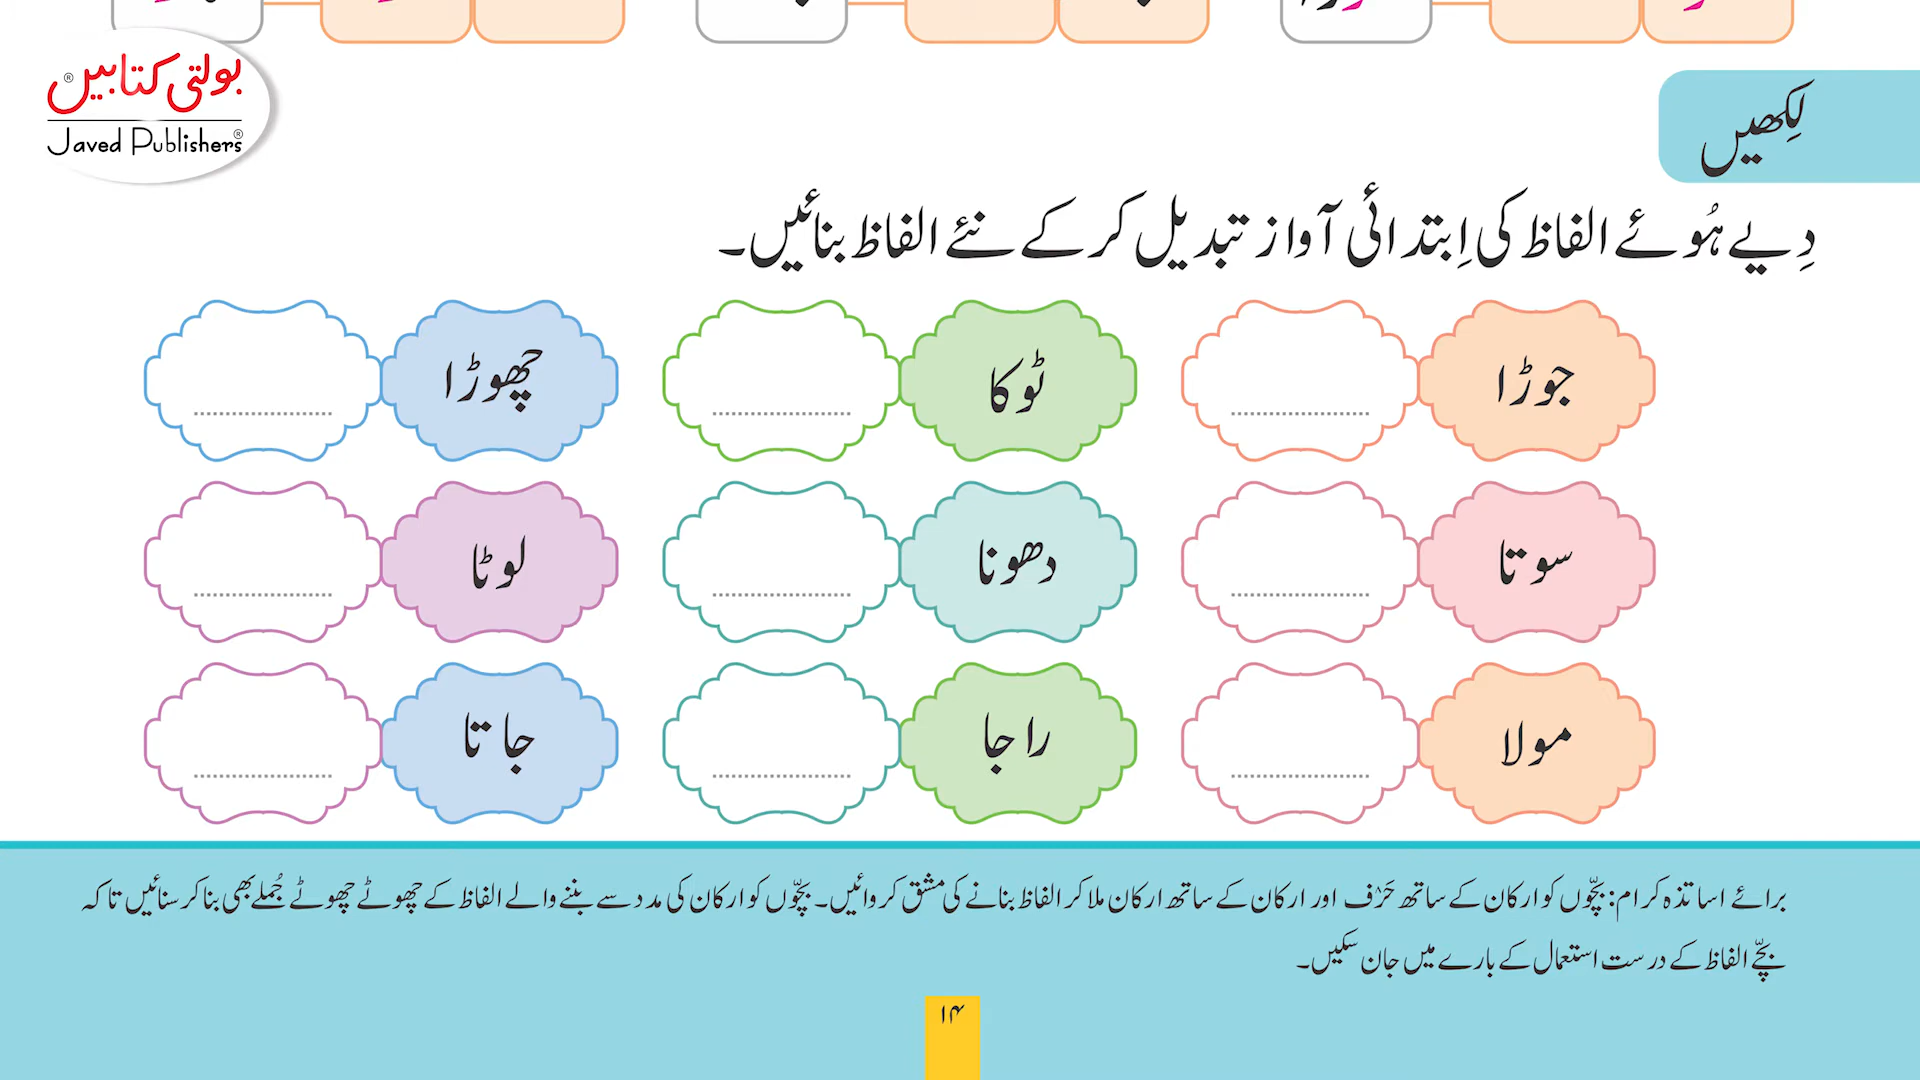 بولتی کتابیں®
Javed Publishers®
لِکھیں
دِیے ہُوئے الفاظ کی اِبتدائی آواز تبدیل کر کے نئے الفاظ بنائیں۔
جوڑا ٹوکا چھوڑا
سوتا دھونا لوٹا
مولا راجا جاتا
برائے اساتذہ کرام: بچّوں کو ارکان کے ساتھ حَرْف اور ارکان کے ساتھ ارکان ملا کر الفاظ بنانے کی مشق کروائیں۔ بچّوں کو ارکان کی مدد سے بننے والے الفاظ کے چھوٹے چھوٹے جُملے بھی بنا کر سنائیں تاکہ
بچّے الفاظ کے درست استعمال کے بارے میں جان سکیں۔
۱۴